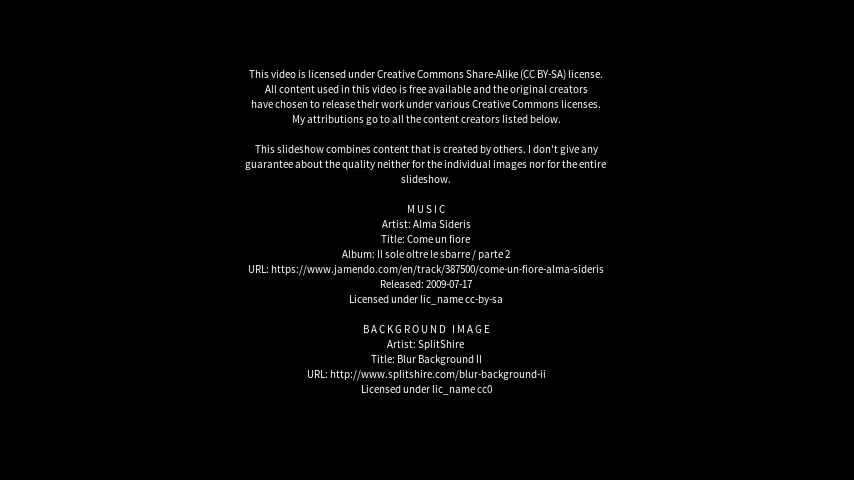 This video is licensed under Creative Commons Share-Alike (CC BY-SA) license.
All content used in this video is free available and the original creators
have chosen to release their work under various Creative Commons licenses.
My attributions go to all the content creators listed below.
This slideshow combines content that is created by others. I don't give any
guarantee about the quality neither for the individual images nor for the entire
slideshow.
MUSIC
Artist: Alma Sideris
Title: Come un fiore
Album: Il sole oltre le sbarre / parte 2
URL: https://www.jamendo.com/en/track/387500/come-un-fiore-alma-sideris
Released: 2009-07-17
Licensed under lic_name cc-by-sa
BACKGROUND IMAGE
Artist: SplitShire
Title: Blur Background II
URL: http://www.splitshire.com/blur-background-ii
Licensed under lic_name cc0